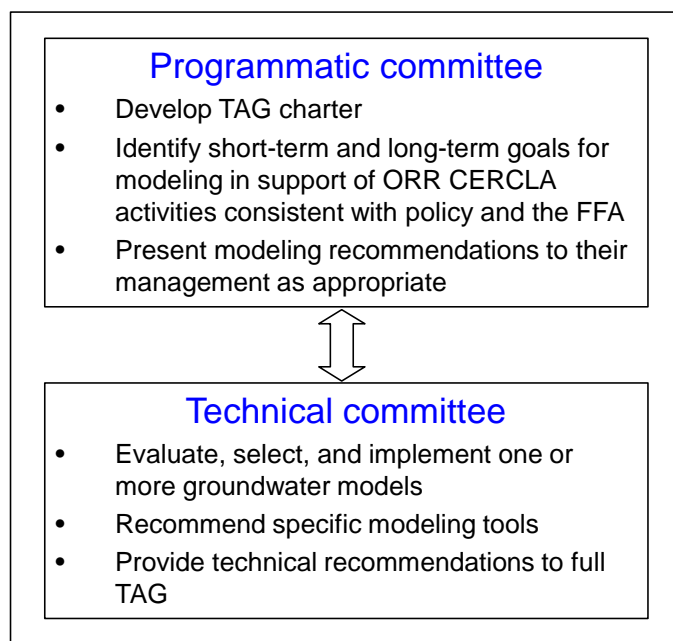 Programmatic committee
• Develop TAG charter
• Identify short-term and long-term goals for
modeling in support of ORR CERCLA
activities consistent with policy and the FFA
• Present modeling recommendations to their
management as appropriate
Technical committee
• Evaluate, select, and implement one or
more groundwater models
• Recommend specific modeling tools
• Provide technical recommendations to full
TAG